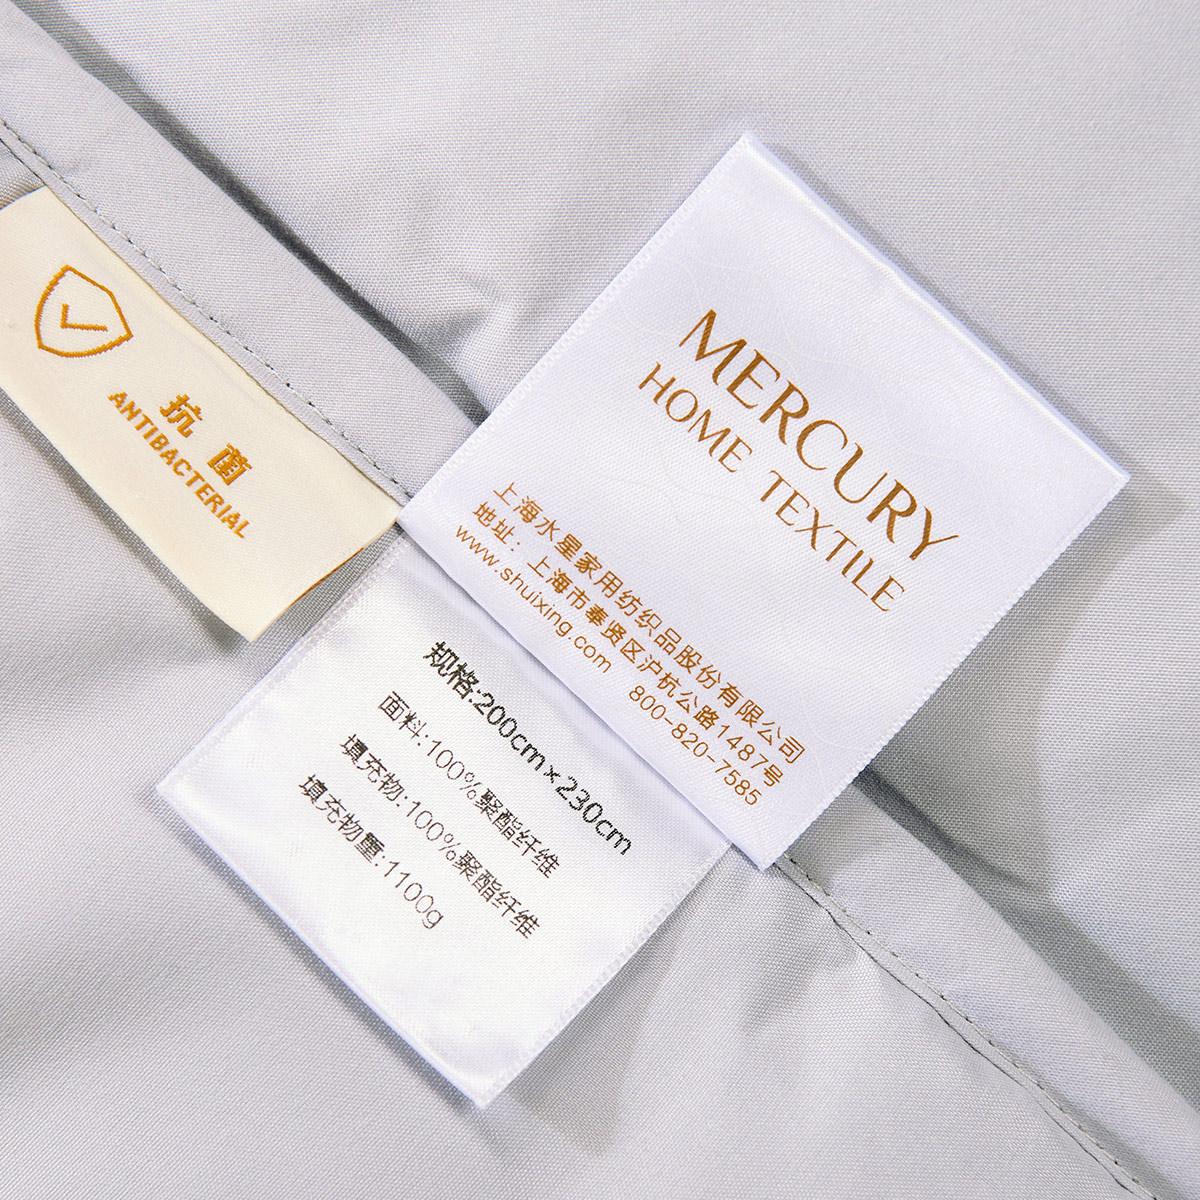 抗菌
ANTIBACTERIAL
MERCURY
HOME TEXTILE
上海水星家用纺织品股份有限公司
地址：上海市奉贤区沪杭公路1487号
www.shuixing.com 800-820-7585
规格:200cm×230cm
面料:100%聚酯纤维
填充物:100%聚酯纤维
填充物量:1100g